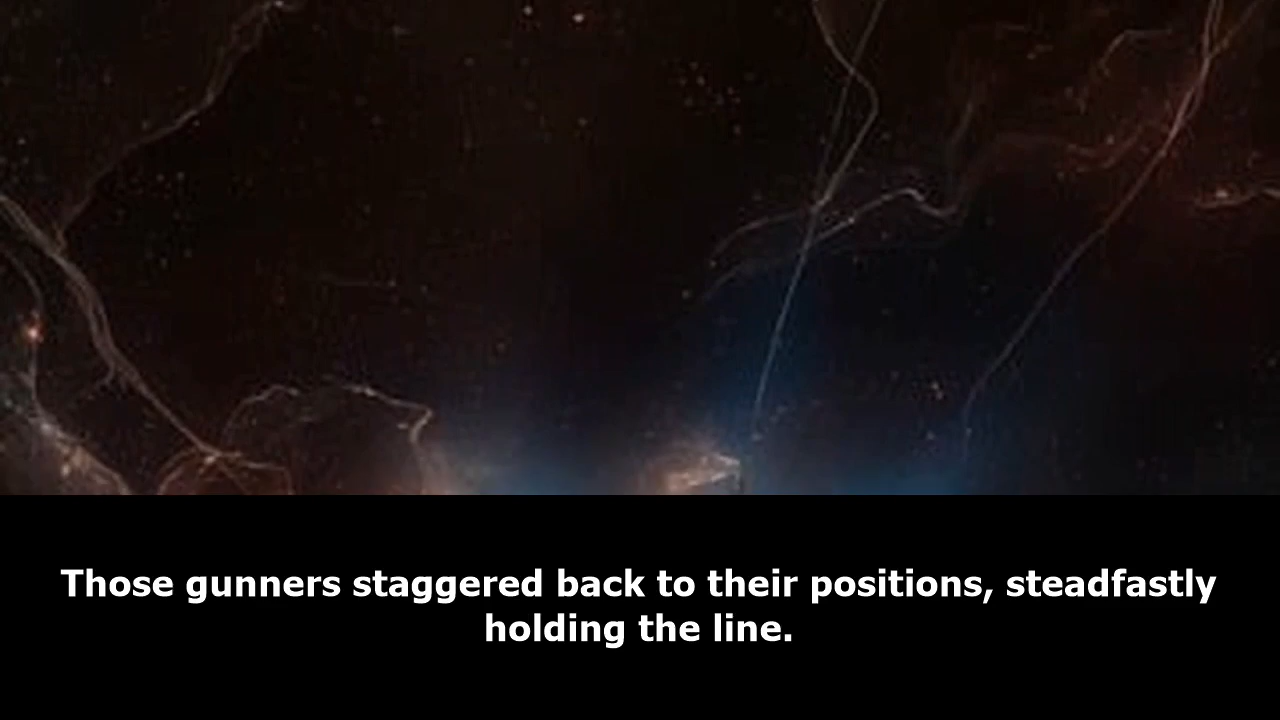 Those gunners staggered back to their positions, steadfastly
holding the line.